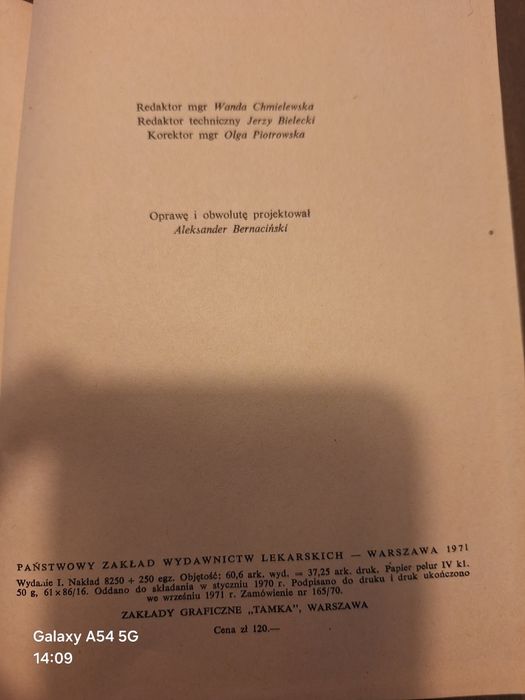 Redaktor mgr Wanda Chmielewska
Redaktor techniczny Jerzy Bielecki
Korektor mgr Olga Piotrowska
Oprawę i obwolutę projektował
Aleksander Bernaciński
PAŃSTWOWY ZAKŁAD WYDAWNICTW LEKARSKICH — WARSZAWA 1971
Wydanie I. Nakład 8250 + 250 egz. Objętość: 60,6 ark. wyd. = 37,25 ark. druk. Papier pelur IV kl.
50 g, 61×86/16. Oddano do składania w styczniu 1970 r. Podpisano do druku i druk ukończono
we wrześniu 1971 r. Zamówienie nr 165/70.
ZAKŁADY GRAFICZNE „TAMKA", WARSZAWA
Cena zł 120.—
Galaxy A54 5G
14:09